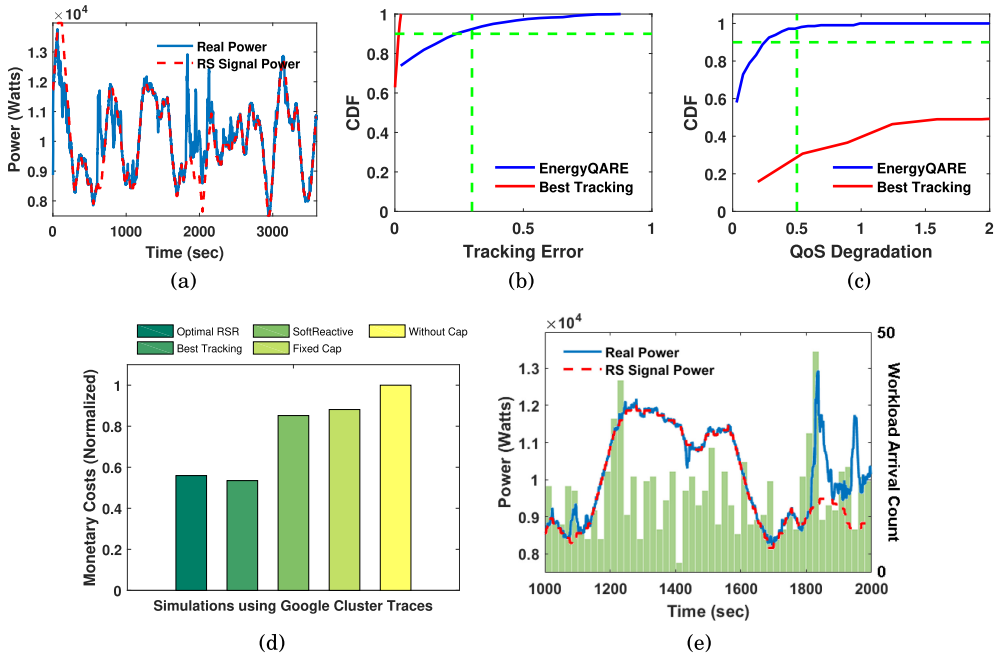 ×10⁴
1.3
1.2
1.1
1
0.9
0.8
Power (Watts)
Real Power
RS Signal Power
0 1000 2000 3000
Time (sec)
(a)
1
0.8
0.6
0.4
0.2
0
CDF
EnergyQARE
Best Tracking
0 0.5 1
Tracking Error
(b)
1
0.8
0.6
0.4
0.2
0
CDF
EnergyQARE
Best Tracking
0 0.5 1 1.5 2
QoS Degradation
(c)
Optimal RSR SoftReactive Without Cap
Best Tracking Fixed Cap
1
0.8
0.6
0.4
0.2
0
Monetary Costs (Normalized)
Simulations using Google Cluster Traces
(d)
×10⁴
1.3
1.2
1.1
1
0.9
0.8
Power (Watts)
Real Power
RS Signal Power
50
0
Workload Arrival Count
1000 1200 1400 1600 1800 2000
Time (sec)
(e)